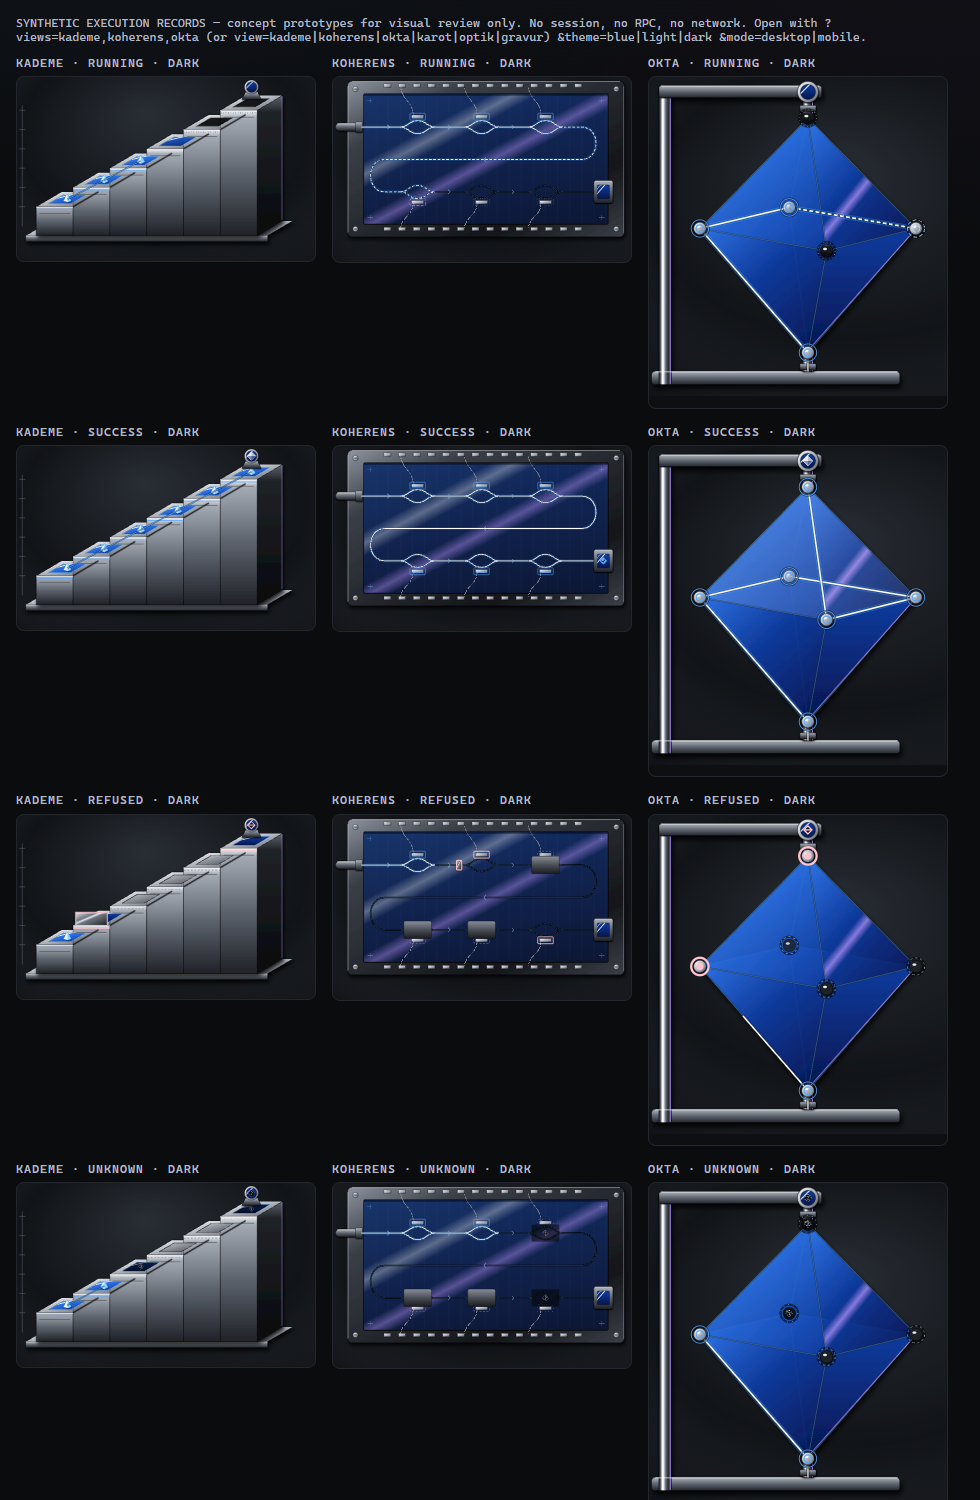 SYNTHETIC EXECUTION RECORDS — concept prototypes for visual review only. No session, no RPC, no network. Open with ?
views=kademe,koherens,okta (or view=kademe|koherens|okta|karot|optik|gravur) &theme=blue|light|dark &mode=desktop|mobile.
KADEME · RUNNING · DARK
KOHERENS · RUNNING · DARK
OKTA · RUNNING · DARK
KADEME · SUCCESS · DARK
KOHERENS · SUCCESS · DARK
OKTA · SUCCESS · DARK
KADEME · REFUSED · DARK
KOHERENS · REFUSED · DARK
OKTA · REFUSED · DARK
KADEME · UNKNOWN · DARK
KOHERENS · UNKNOWN · DARK
OKTA · UNKNOWN · DARK